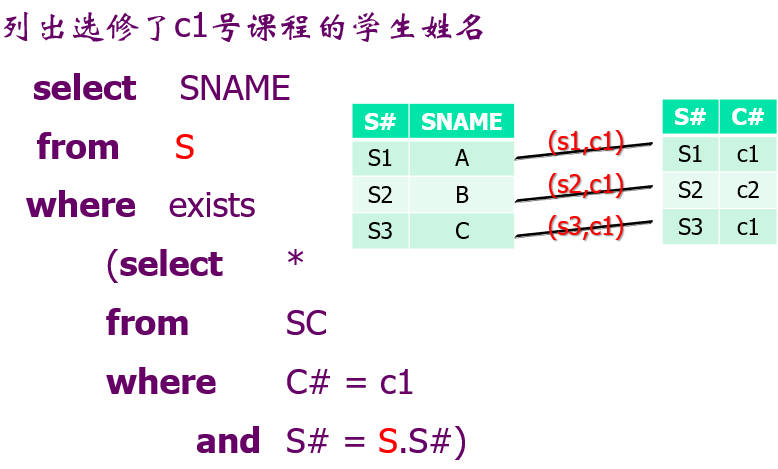 列出选修了c1号课程的学生姓名
select SNAME
from S
where exists
(select *
from SC
where C# = c1
and S# = S.S#)
S# SNAME
S1 A
S2 B
S3 C
(s1,c1)
(s2,c1)
(s3,c1)
S# C#
S1 c1
S2 c2
S3 c1